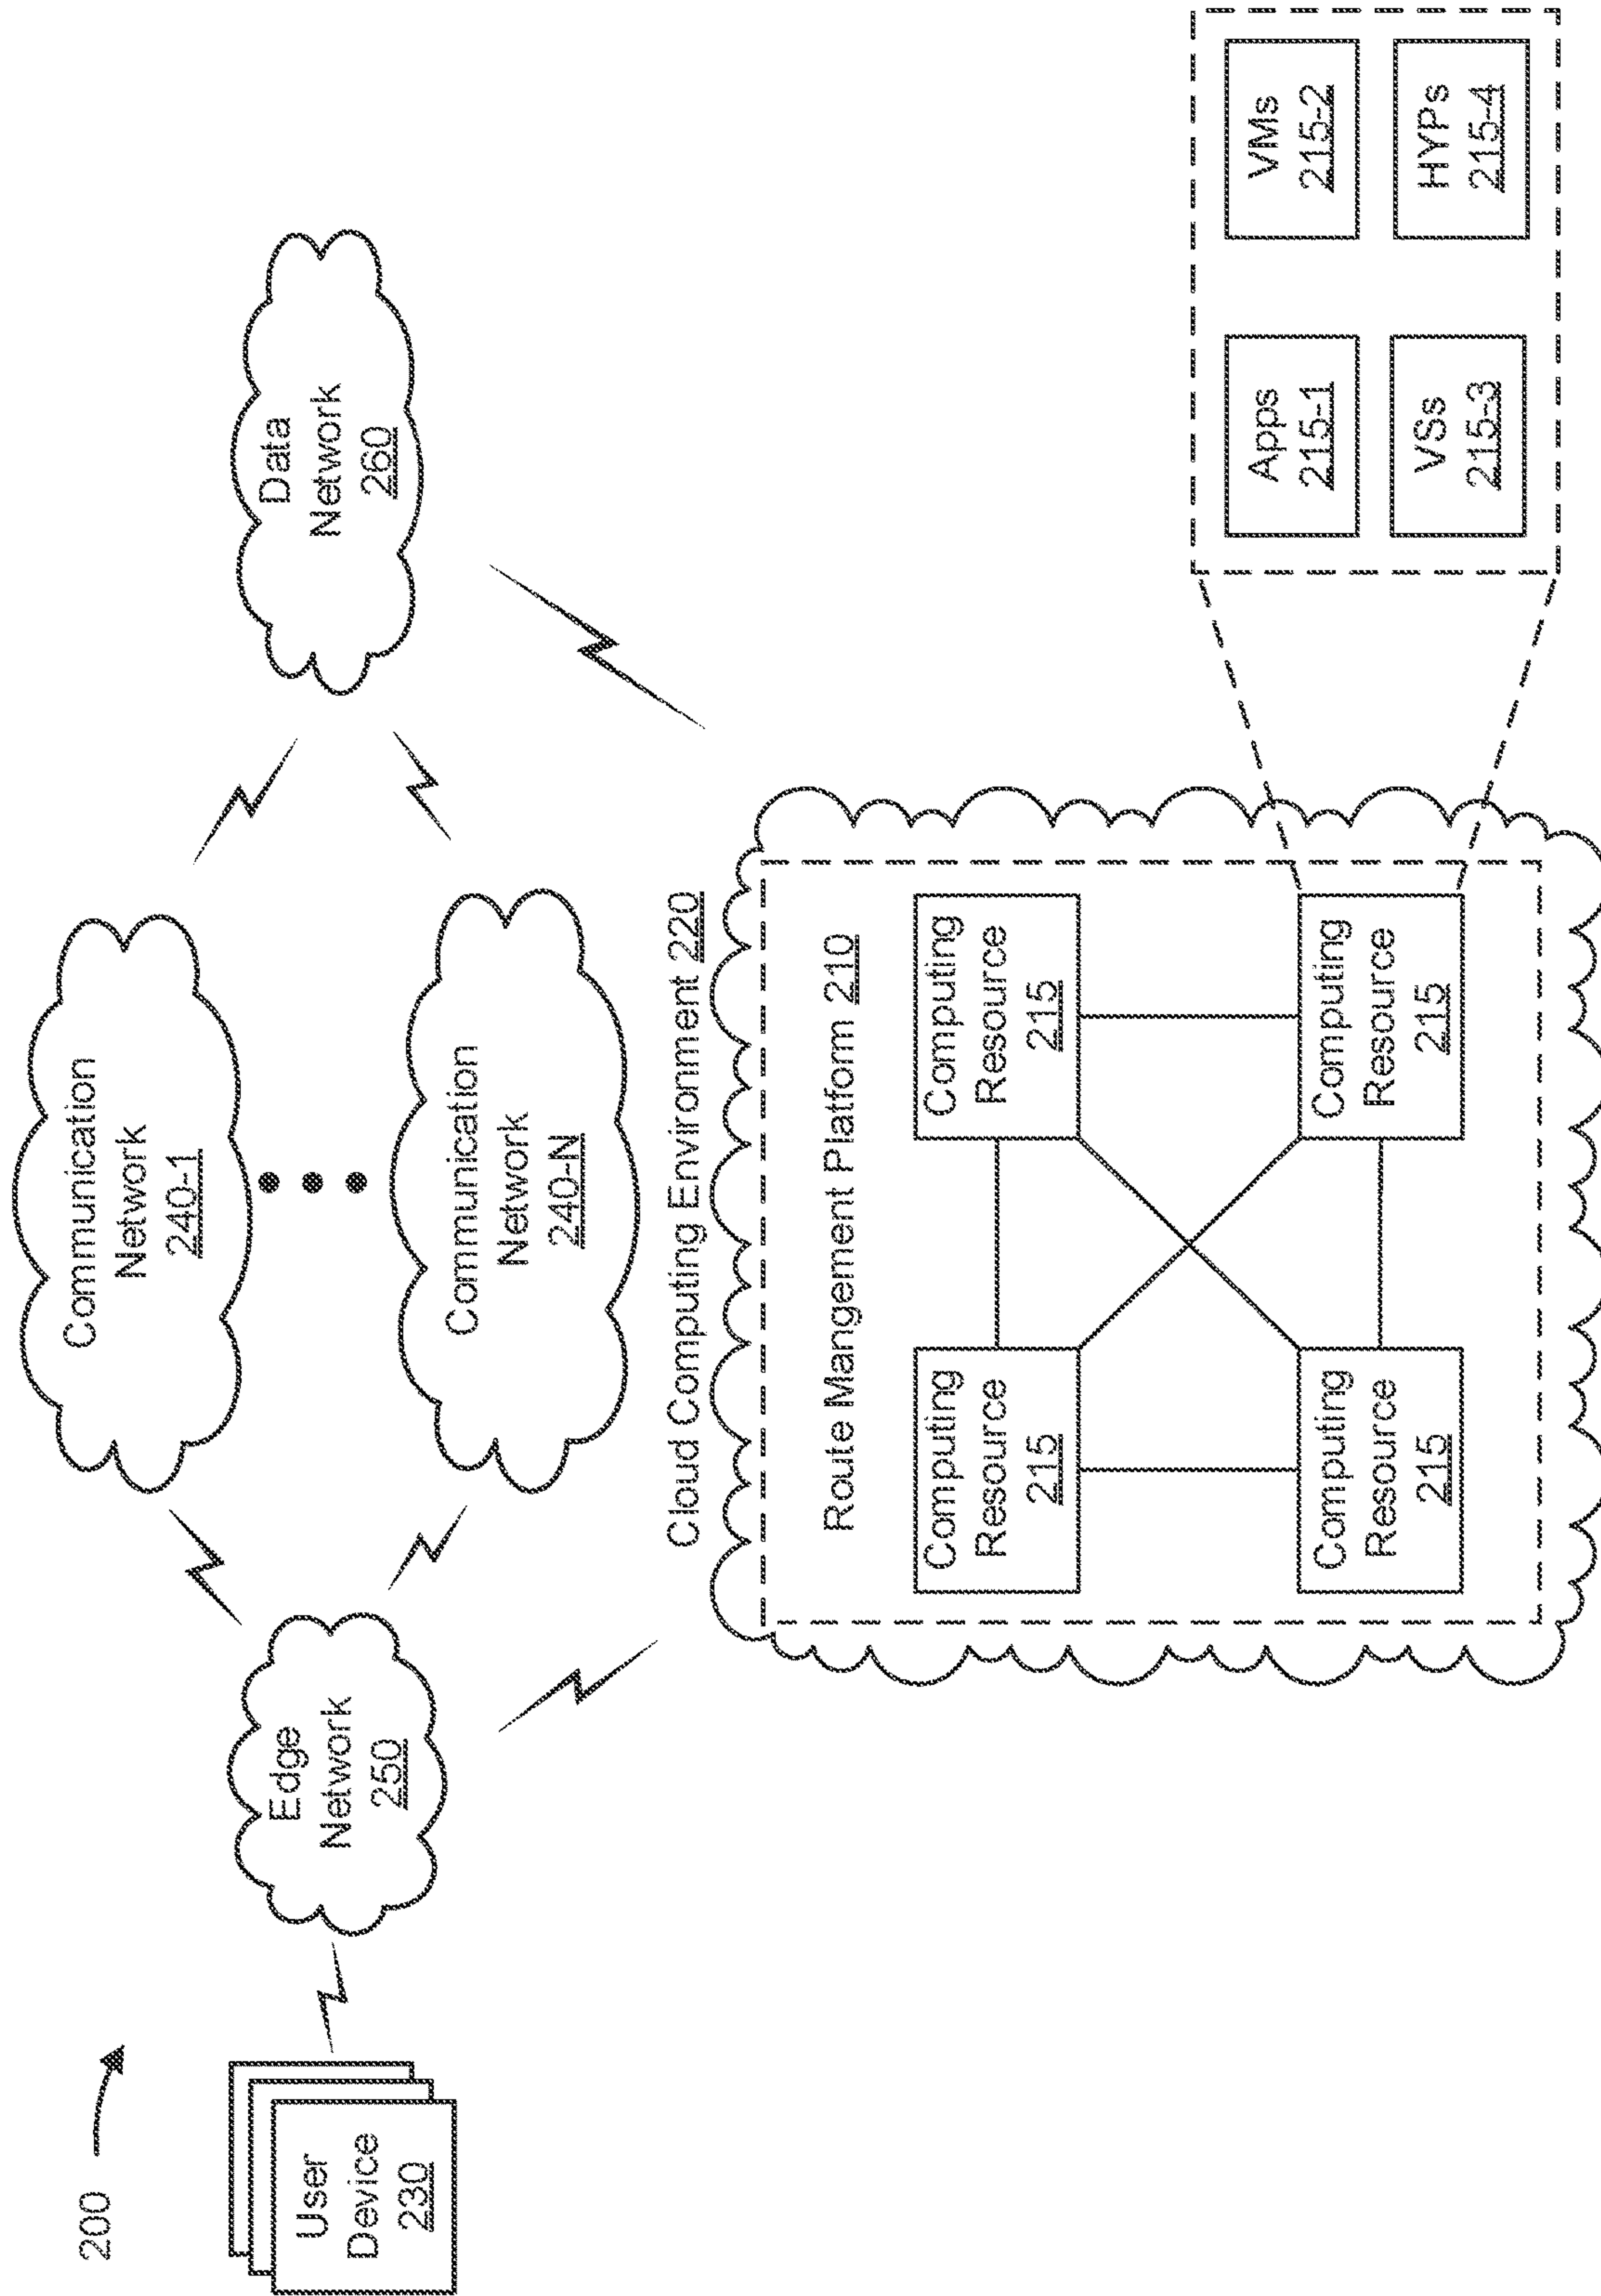 200
User
Device
230
Edge
Network
250
Communication
Network
240-1
Communication
Network
240-N
Data
Network
260
Cloud Computing Environment 220
Route Mangement Platform 210
Computing
Resource
215
Computing
Resource
215
Computing
Resource
215
Computing
Resource
215
Apps
215-1
VMs
215-2
VSs
215-3
HYPs
215-4